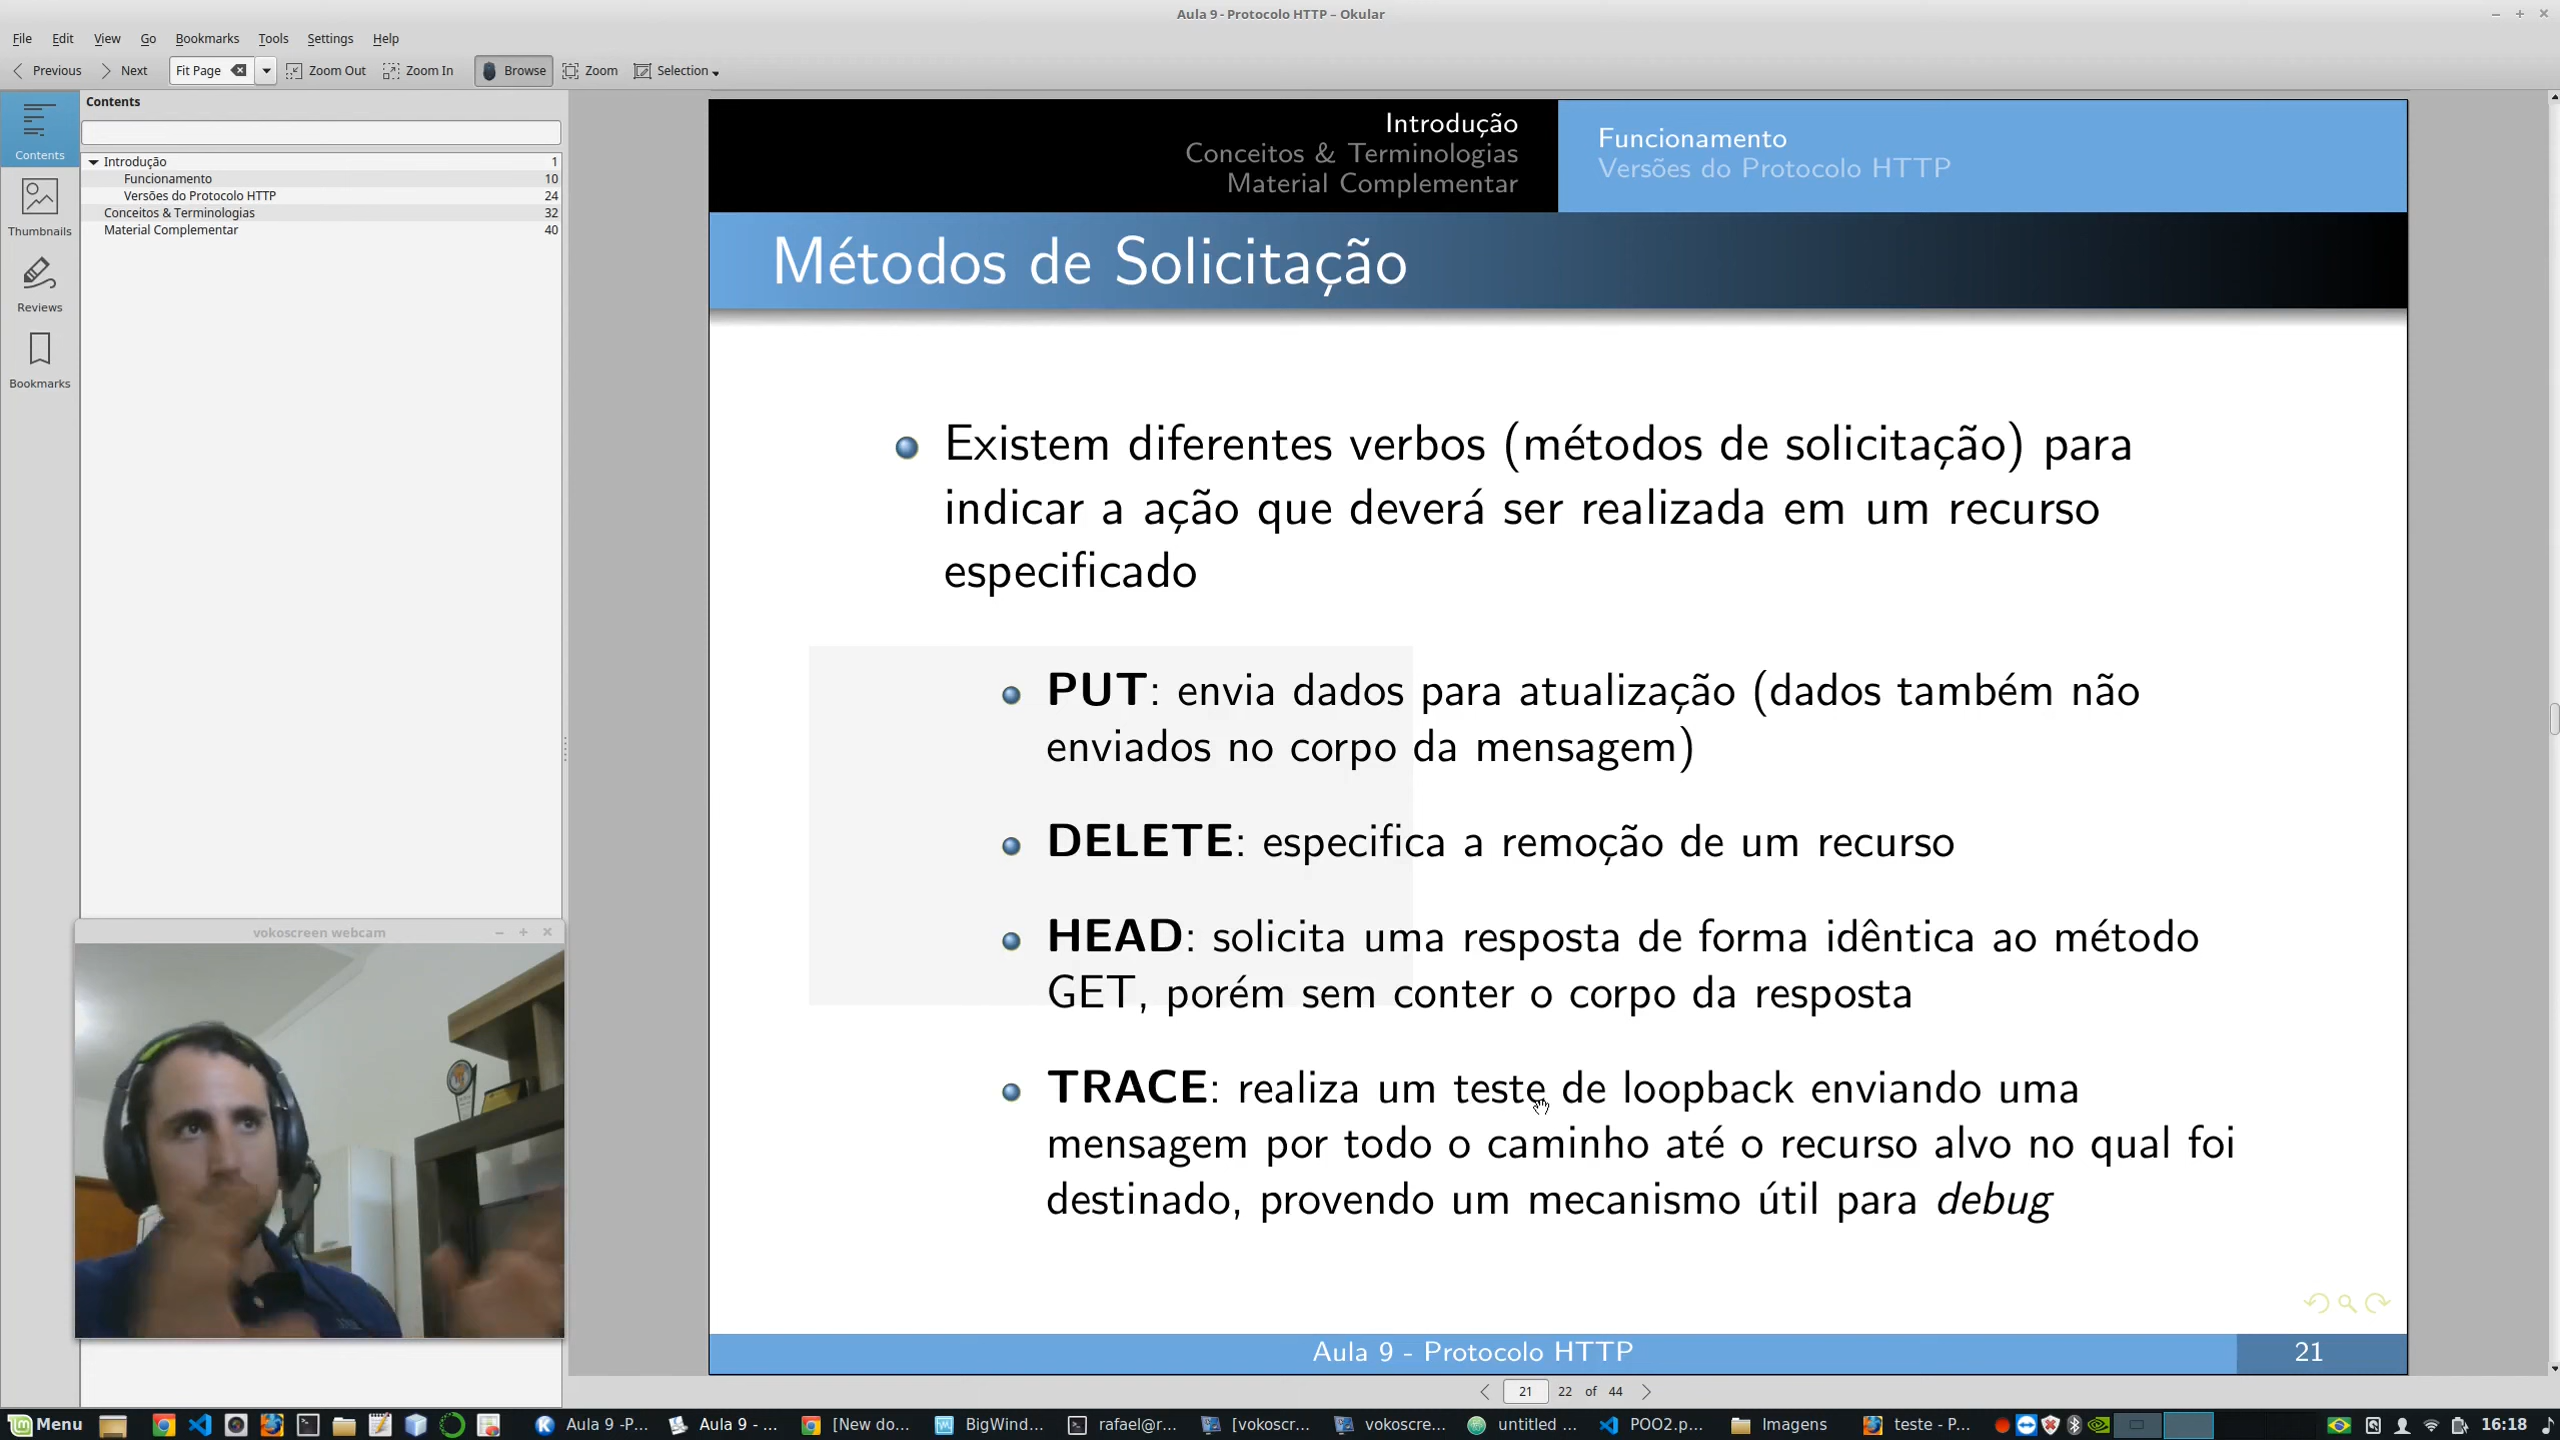 Aula 9 - Protocolo HTTP – Okular
File Edit View Go Bookmarks Tools Settings Help
Previous Next Fit Page Zoom Out Zoom In Browse Zoom Selection
Contents
Contents
Thumbnails
Reviews
Bookmarks
Introdução 1
Funcionamento 10
Versões do Protocolo HTTP 24
Conceitos & Terminologias 32
Material Complementar 40
vokoscreen webcam
Introdução
Conceitos & Terminologias
Material Complementar
Funcionamento
Versões do Protocolo HTTP
Métodos de Solicitação
Existem diferentes verbos (métodos de solicitação) para
indicar a ação que deverá ser realizada em um recurso
especificado
PUT: envia dados para atualização (dados também não
enviados no corpo da mensagem)
DELETE: especifica a remoção de um recurso
HEAD: solicita uma resposta de forma idêntica ao método
GET, porém sem conter o corpo da resposta
TRACE: realiza um teste de loopback enviando uma
mensagem por todo o caminho até o recurso alvo no qual foi
destinado, provendo um mecanismo útil para debug
Aula 9 - Protocolo HTTP 21
21 22 of 44
Menu Aula 9 -P... Aula 9 - ... [New do... BigWind... rafael@r... [vokoscr... vokoscre... untitled ... POO2.p... Imagens teste - P... 16:18